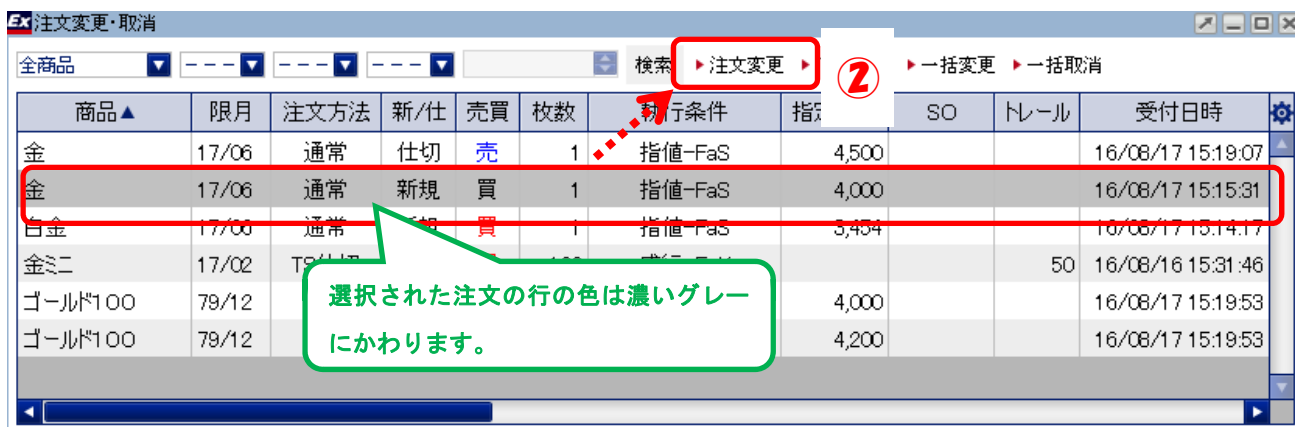 Ex 注文変更・取消
全商品 --- --- --- 検索 ▶注文変更 ▶ ② ▶一括変更 ▶一括取消
商品▲ 限月 注文方法 新/仕 売買 枚数 執行条件 指定 SO トレール 受付日時
金 17/06 通常 仕切 売 1 指値-FaS 4,500 16/08/17 15:19:07
金 17/06 通常 新規 買 1 指値-FaS 4,000 16/08/17 15:15:31
白金 17/06 通常 買 1 指値-FaS 3,454 16/08/17 15:14:17
金ミニ 17/02 50 16/08/16 15:31:46
ゴールド100 79/12 4,000 16/08/17 15:19:53
ゴールド100 79/12 4,200 16/08/17 15:19:53
選択された注文の行の色は濃いグレー
にかわります。